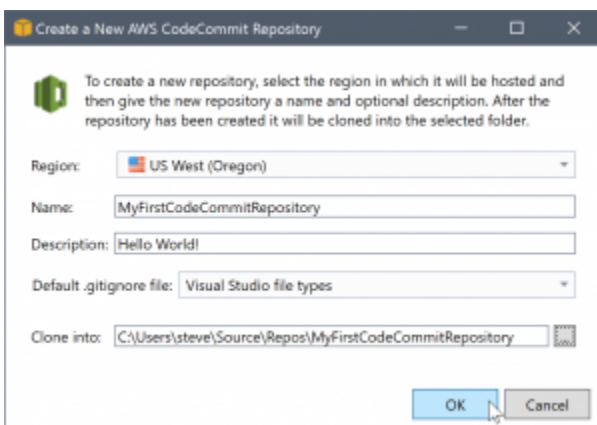 Create a New AWS CodeCommit Repository
To create a new repository, select the region in which it will be hosted and
then give the new repository a name and optional description. After the
repository has been created it will be cloned into the selected folder.
Region: US West (Oregon)
Name: MyFirstCodeCommitRepository
Description: Hello World!
Default .gitignore file: Visual Studio file types
Clone into: C:\Users\steve\Source\Repos\MyFirstCodeCommitRepository ...
OK Cancel